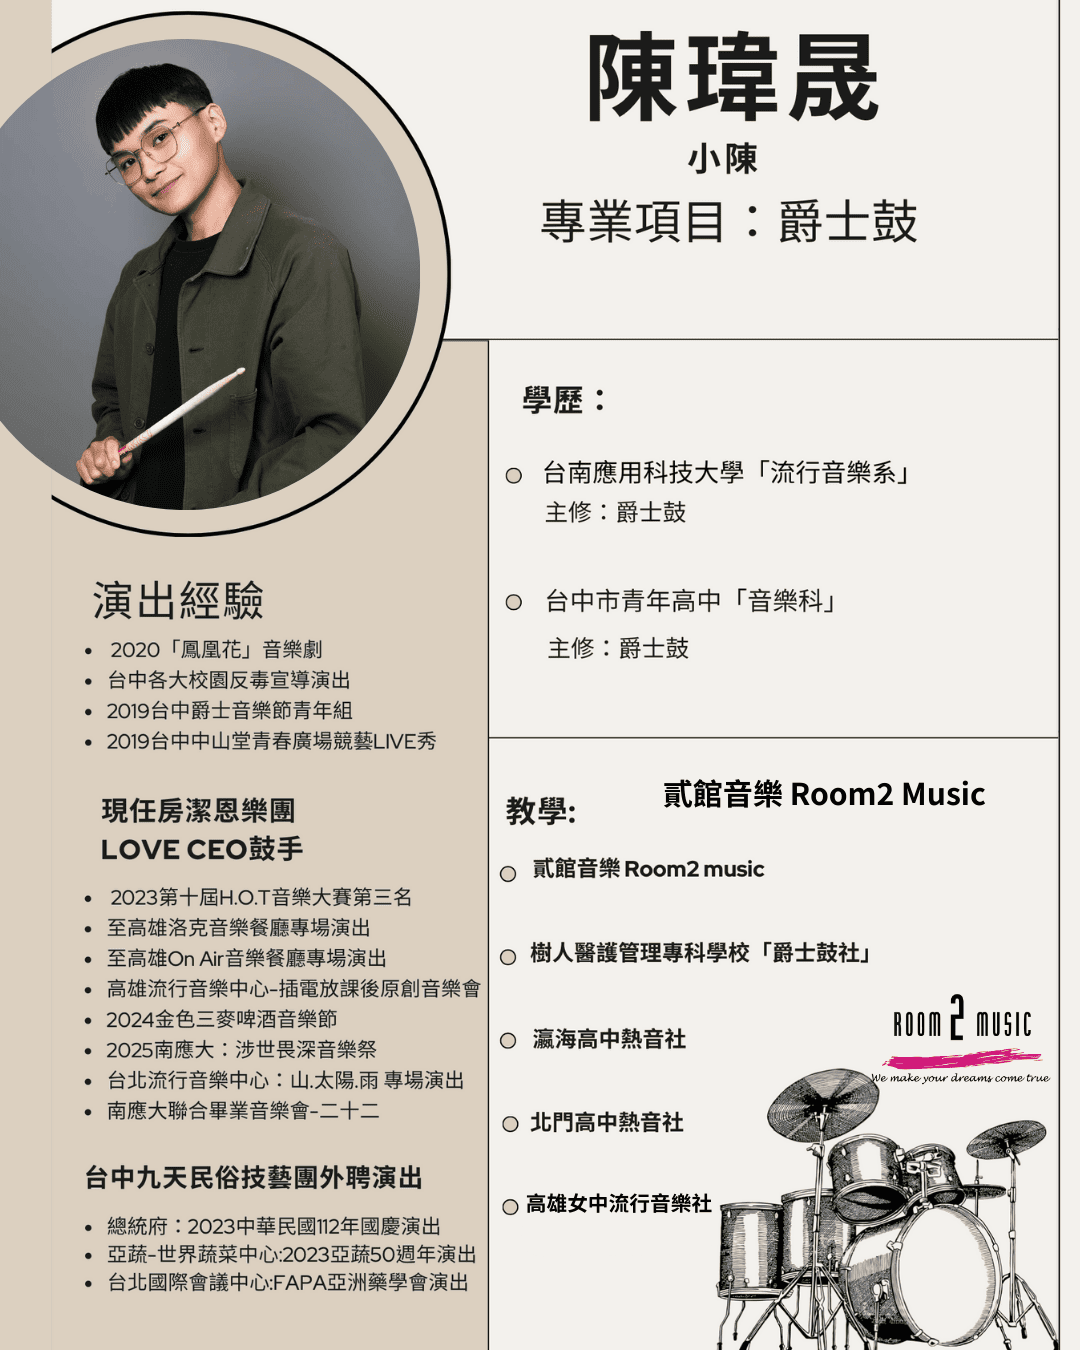 陳瑋晟
小陳
專業項目：爵士鼓
學歷：
台南應用科技大學「流行音樂系」
主修：爵士鼓
台中市青年高中「音樂科」
主修：爵士鼓
演出經驗
2020「鳳凰花」音樂劇
台中各大校園反毒宣導演出
2019台中爵士音樂節青年組
2019台中中山堂青春廣場競藝LIVE秀
現任房潔恩樂團
LOVE CEO鼓手
2023第十屆H.O.T音樂大賽第三名
至高雄洛克音樂餐廳專場演出
至高雄On Air音樂餐廳專場演出
高雄流行音樂中心-插電放課後原創音樂會
2024金色三麥啤酒音樂節
2025南應大：涉世畏深音樂祭
台北流行音樂中心：山.太陽.雨 專場演出
南應大聯合畢業音樂會-二十二
台中九天民俗技藝團外聘演出
總統府：2023中華民國112年國慶演出
亞蔬-世界蔬菜中心:2023亞蔬50週年演出
台北國際會議中心:FAPA亞洲藥學會演出
教學:
貳館音樂 Room2 Music
貳館音樂 Room2 music
樹人醫護管理專科學校「爵士鼓社」
瀛海高中熱音社
北門高中熱音社
高雄女中流行音樂社
ROOM 2 MUSIC
We make your dreams come true